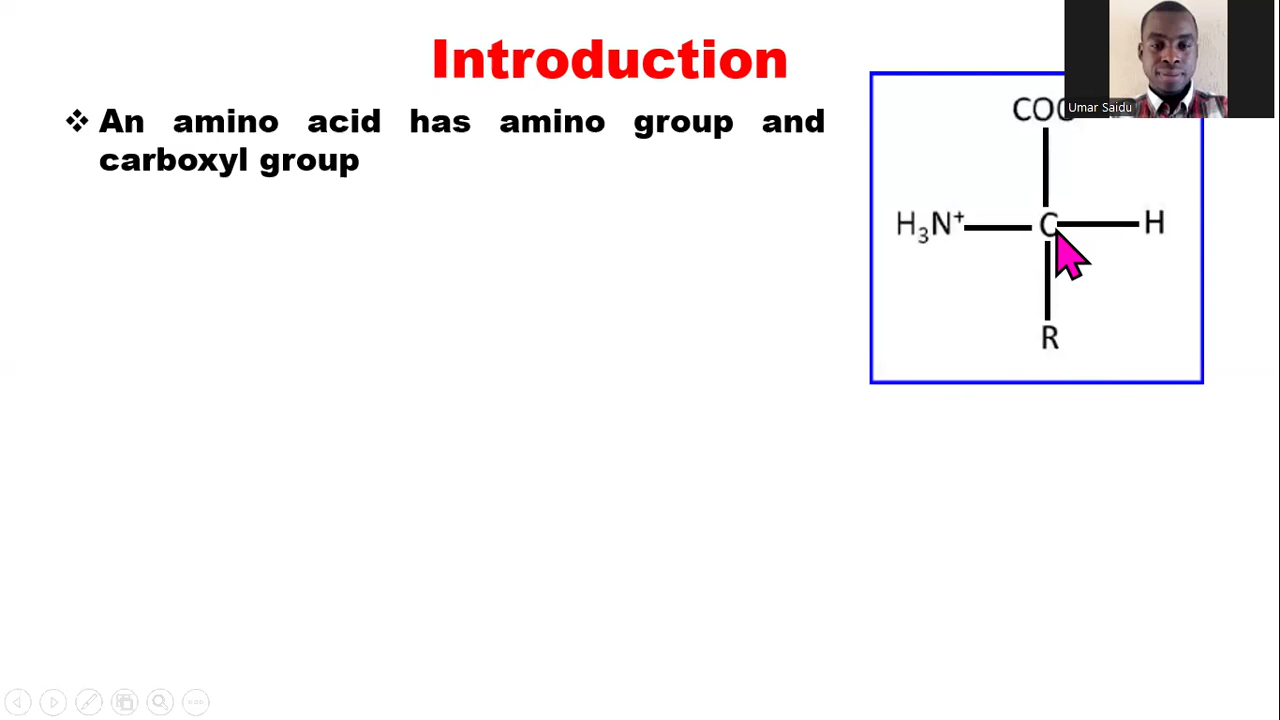 Introduction
❖ An amino acid has amino group and
carboxyl group
Umar Saidu
H₃N⁺
C
H
R